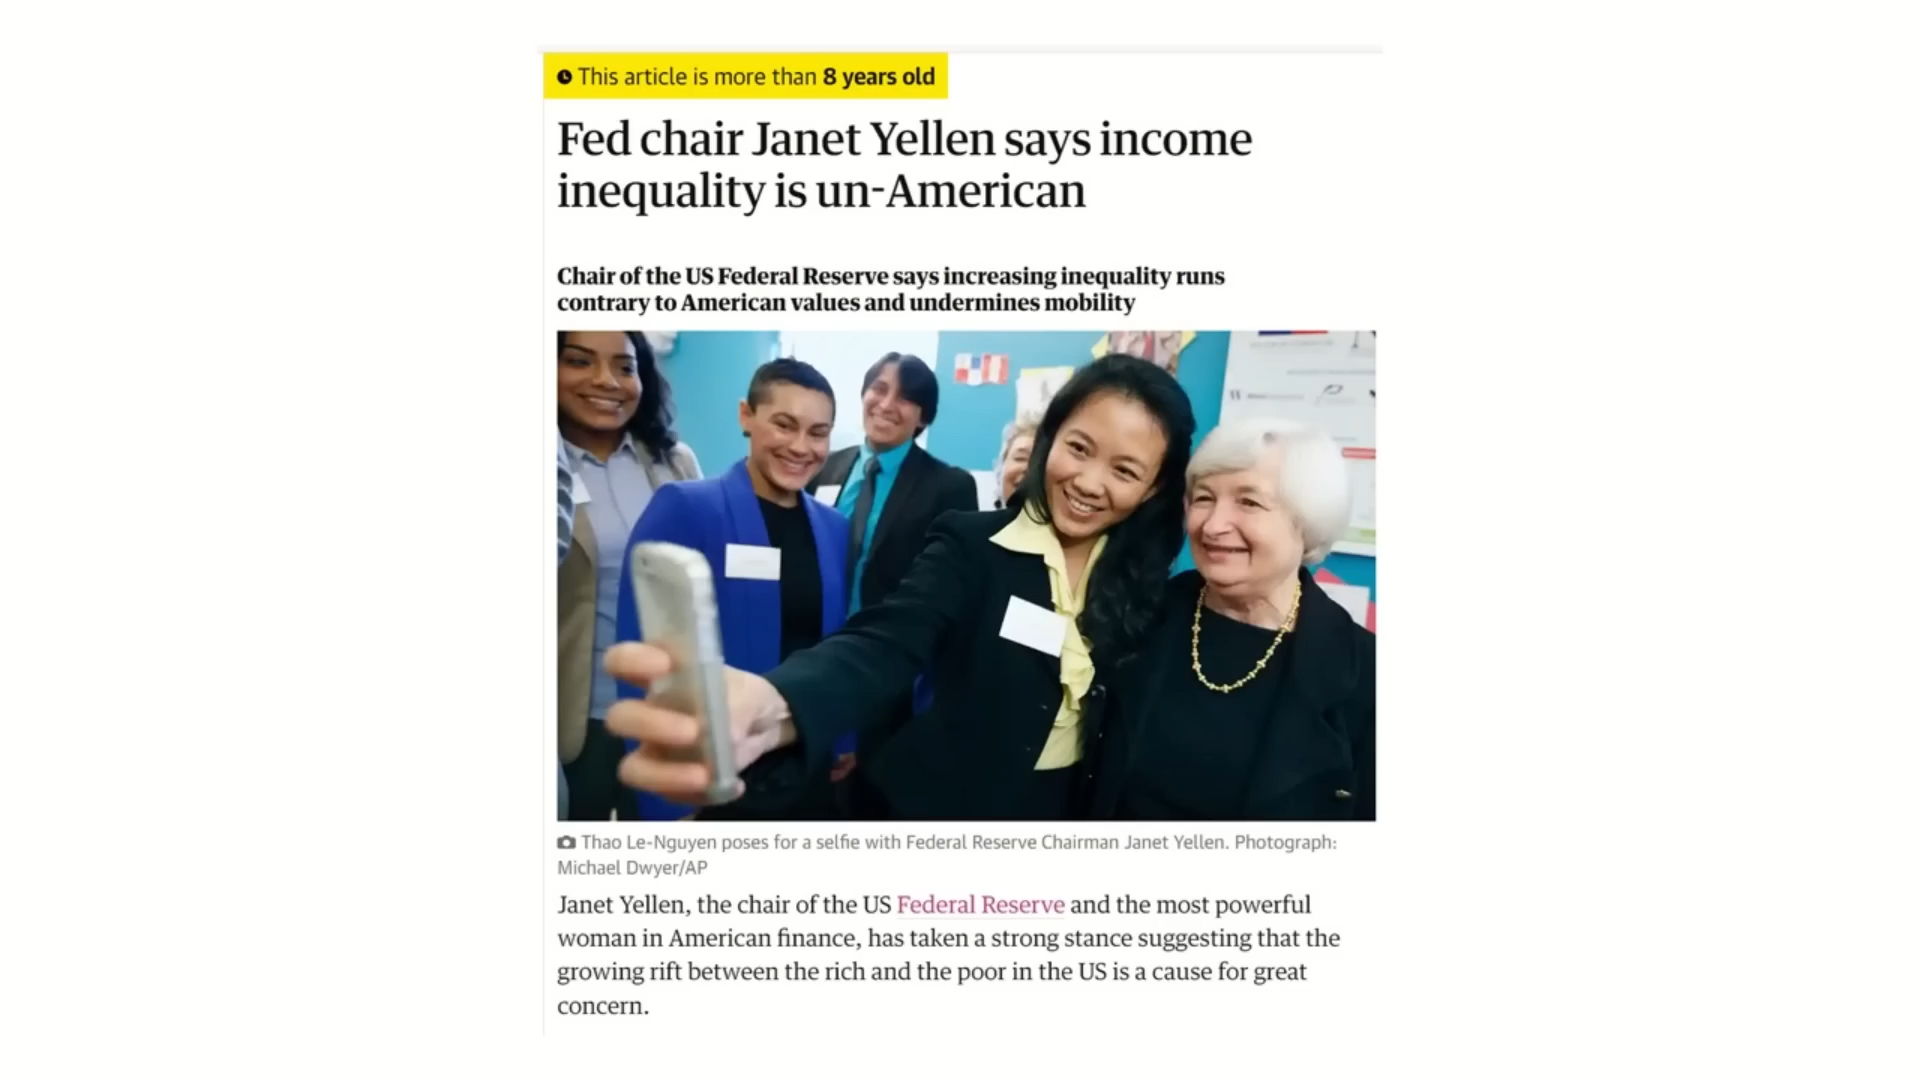 This article is more than 8 years old
Fed chair Janet Yellen says income
inequality is un-American
Chair of the US Federal Reserve says increasing inequality runs
contrary to American values and undermines mobility
Thao Le-Nguyen poses for a selfie with Federal Reserve Chairman Janet Yellen. Photograph:
Michael Dwyer/AP
Janet Yellen, the chair of the US Federal Reserve and the most powerful
woman in American finance, has taken a strong stance suggesting that the
growing rift between the rich and the poor in the US is a cause for great
concern.